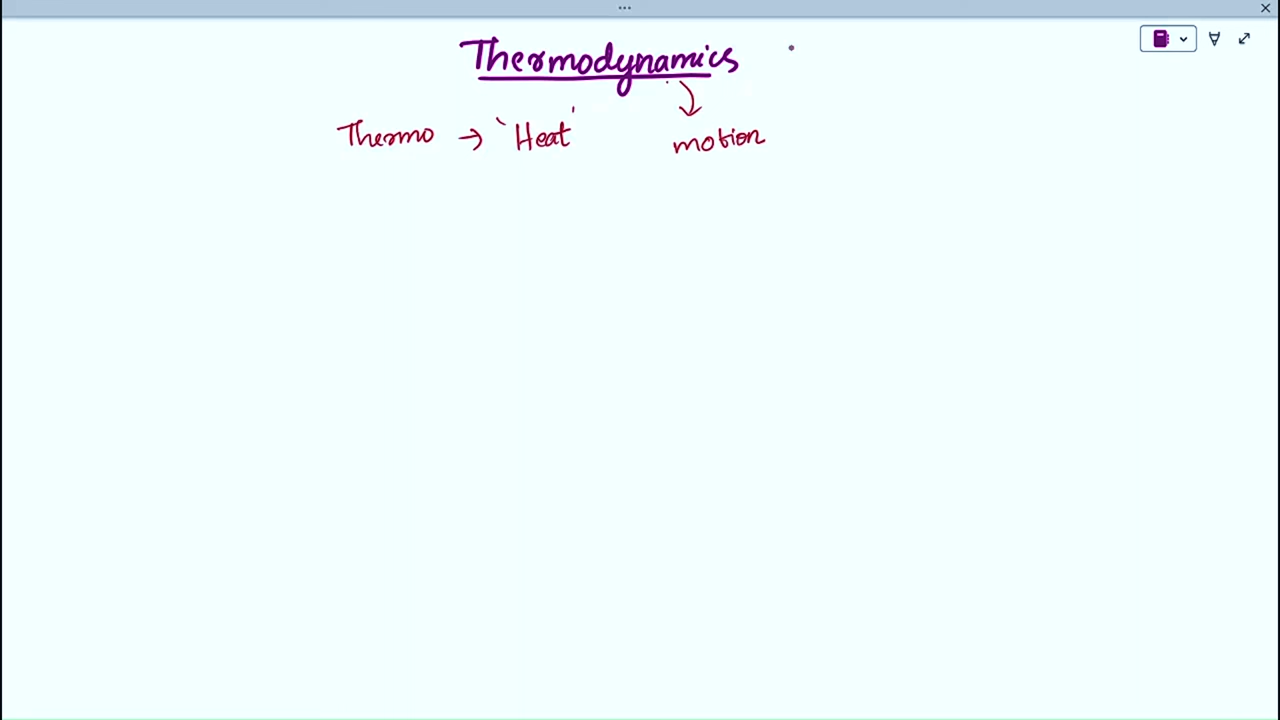 Thermodynamics
Thermo → 'Heat' motion